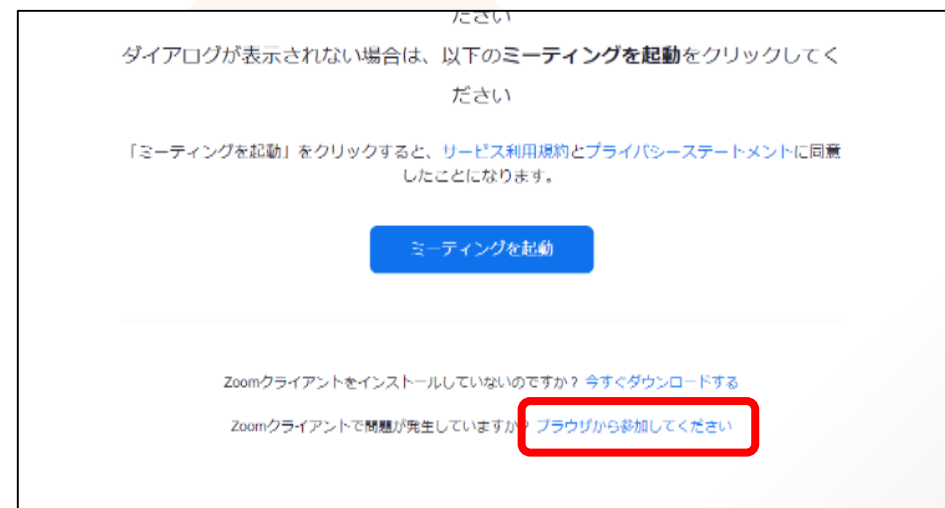 ださい
ダイアログが表示されない場合は、以下のミーティングを起動をクリックしてく
ださい
「ミーティングを起動」をクリックすると、サービス利用規約とプライバシーステートメントに同意
したことになります。
ミーティングを起動
Zoomクライアントをインストールしていないのですか？ 今すぐダウンロードする
Zoomクライアントで問題が発生していますか？ ブラウザから参加してください